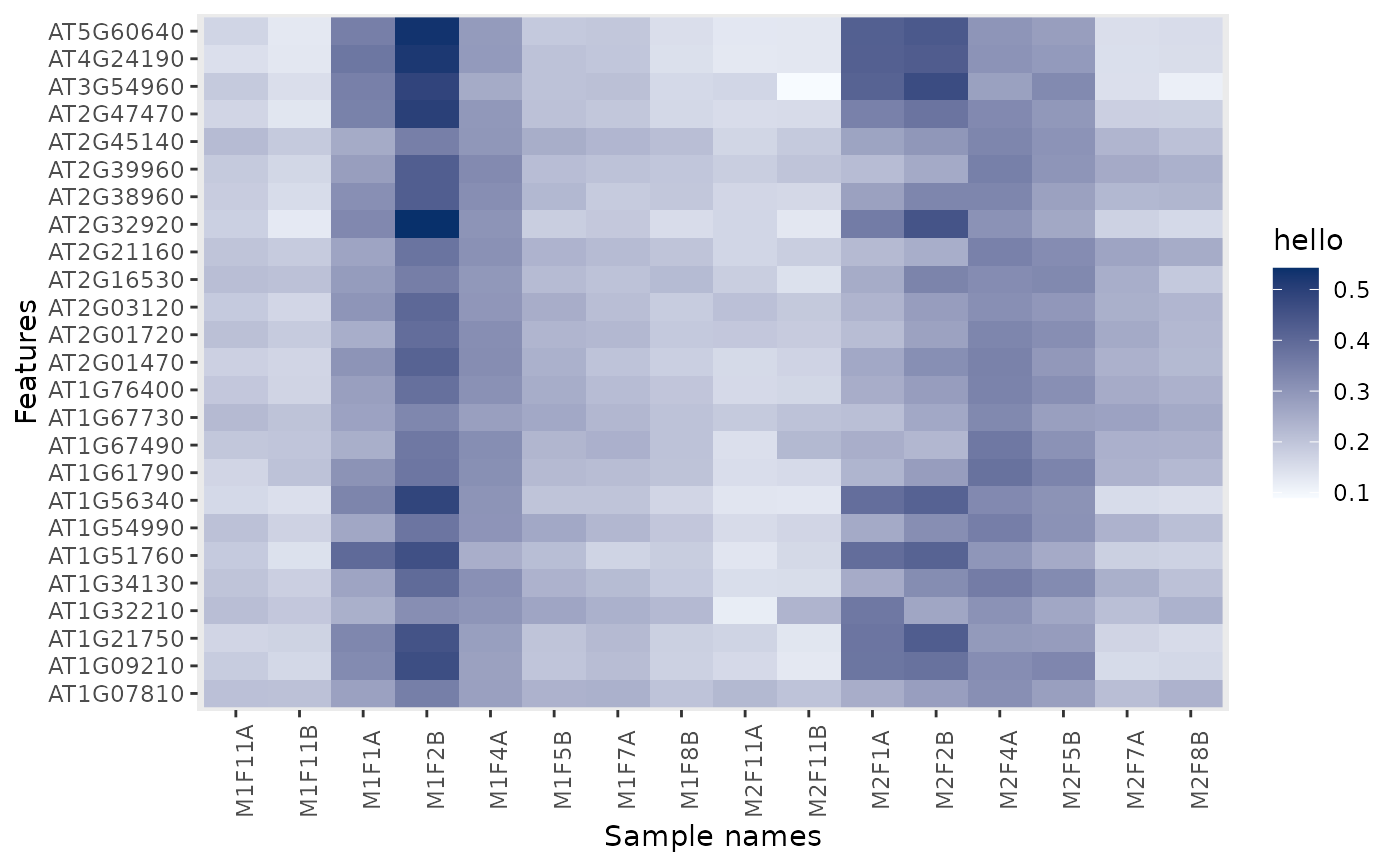 AT5G60640
AT4G24190
AT3G54960
AT2G47470
AT2G45140
AT2G39960
AT2G38960
AT2G32920
AT2G21160
AT2G16530
AT2G03120
AT2G01720
AT2G01470
AT1G76400
AT1G67730
AT1G67490
AT1G61790
AT1G56340
AT1G54990
AT1G51760
AT1G34130
AT1G32210
AT1G21750
AT1G09210
AT1G07810
Features
M1F11A
M1F11B
M1F1A
M1F2B
M1F4A
M1F5B
M1F7A
M1F8B
M2F11A
M2F11B
M2F1A
M2F2B
M2F4A
M2F5B
M2F7A
M2F8B
Sample names
hello
0.5
0.4
0.3
0.2
0.1